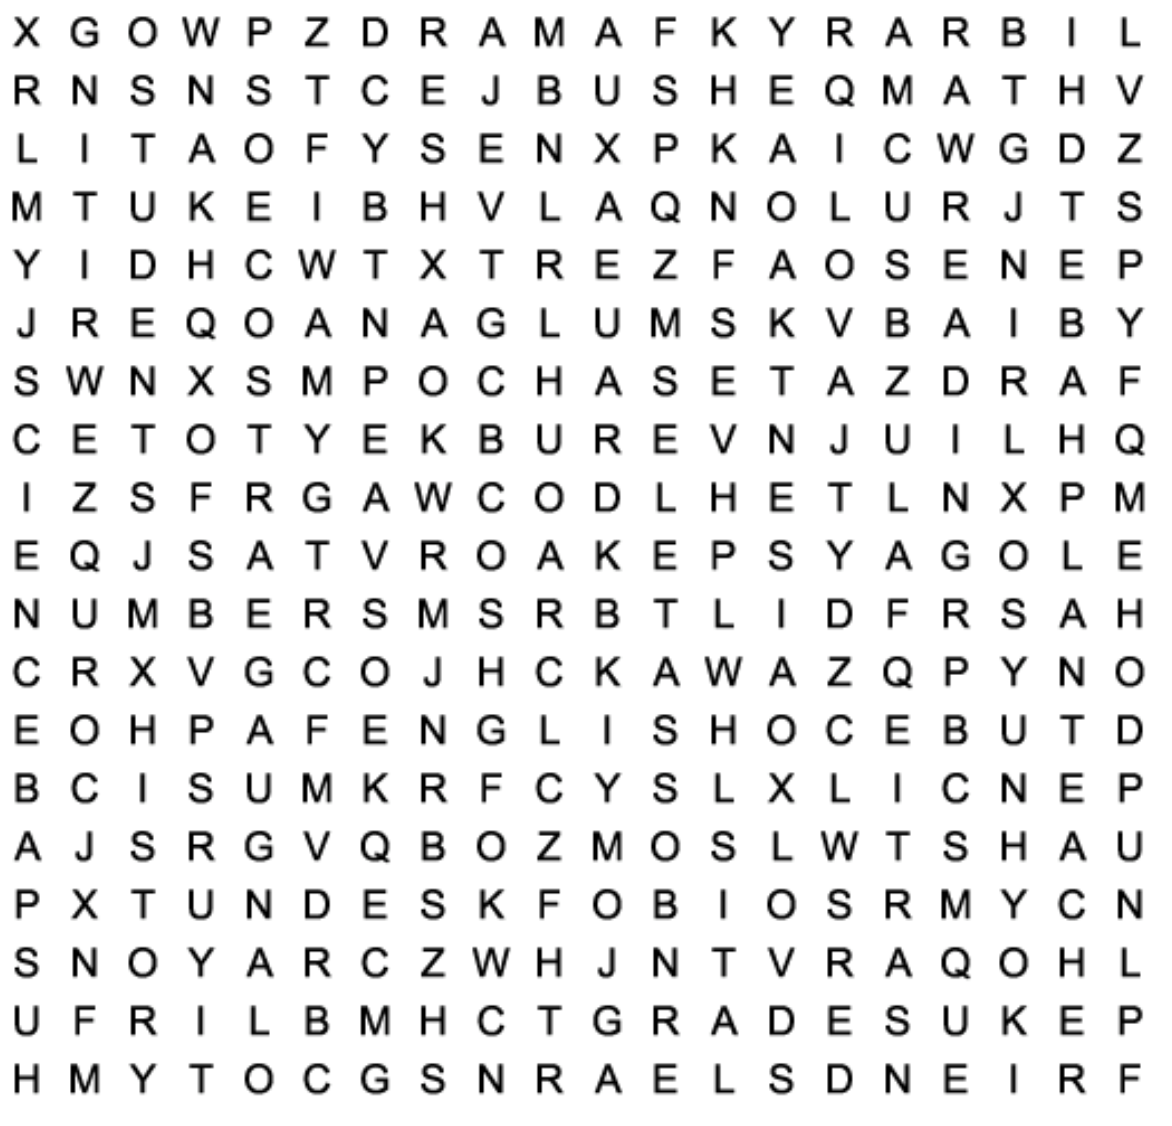 X G O W P Z D R A M A F K Y R A R B I L
R N S N S T C E J B U S H E Q M A T H V
L I T A O F Y S E N X P K A I C W G D Z
M T U K E I B H V L A Q N O L U R J T S
Y I D H C W T X T R E Z F A O S E N E P
J R E Q O A N A G L U M S K V B A I B Y
S W N X S M P O C H A S E T A Z D R A F
C E T O T Y E K B U R E V N J U I L H Q
I Z S F R G A W C O D L H E T L N X P M
E Q J S A T V R O A K E P S Y A G O L E
N U M B E R S M S R B T L I D F R S A H
C R X V G C O J H C K A W A Z Q P Y N O
E O H P A F E N G L I S H O C E B U T D
B C I S U M K R F C Y S L X L I C N E P
A J S R G V Q B O Z M O S L W T S H A U
P X T U N D E S K F O B I O S R M Y C N
S N O Y A R C Z W H J N T V R A Q O H L
U F R I L B M H C T G R A D E S U K E P
H M Y T O C G S N R A E L S D N E I R F